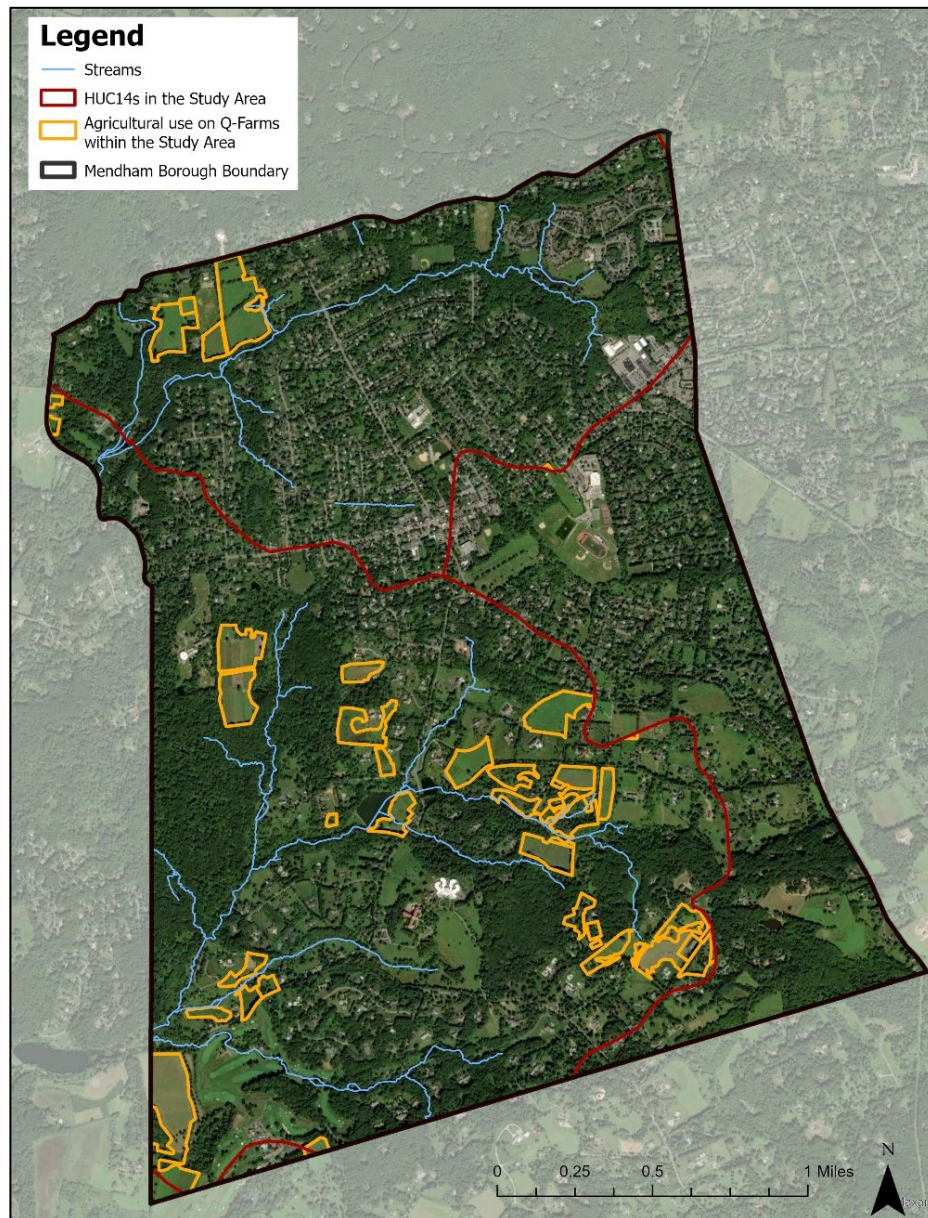 Legend
Streams
HUC14s in the Study Area
Agricultural use on Q-Farms
within the Study Area
Mendham Borough Boundary
N
0 0.25 0.5 1 Miles